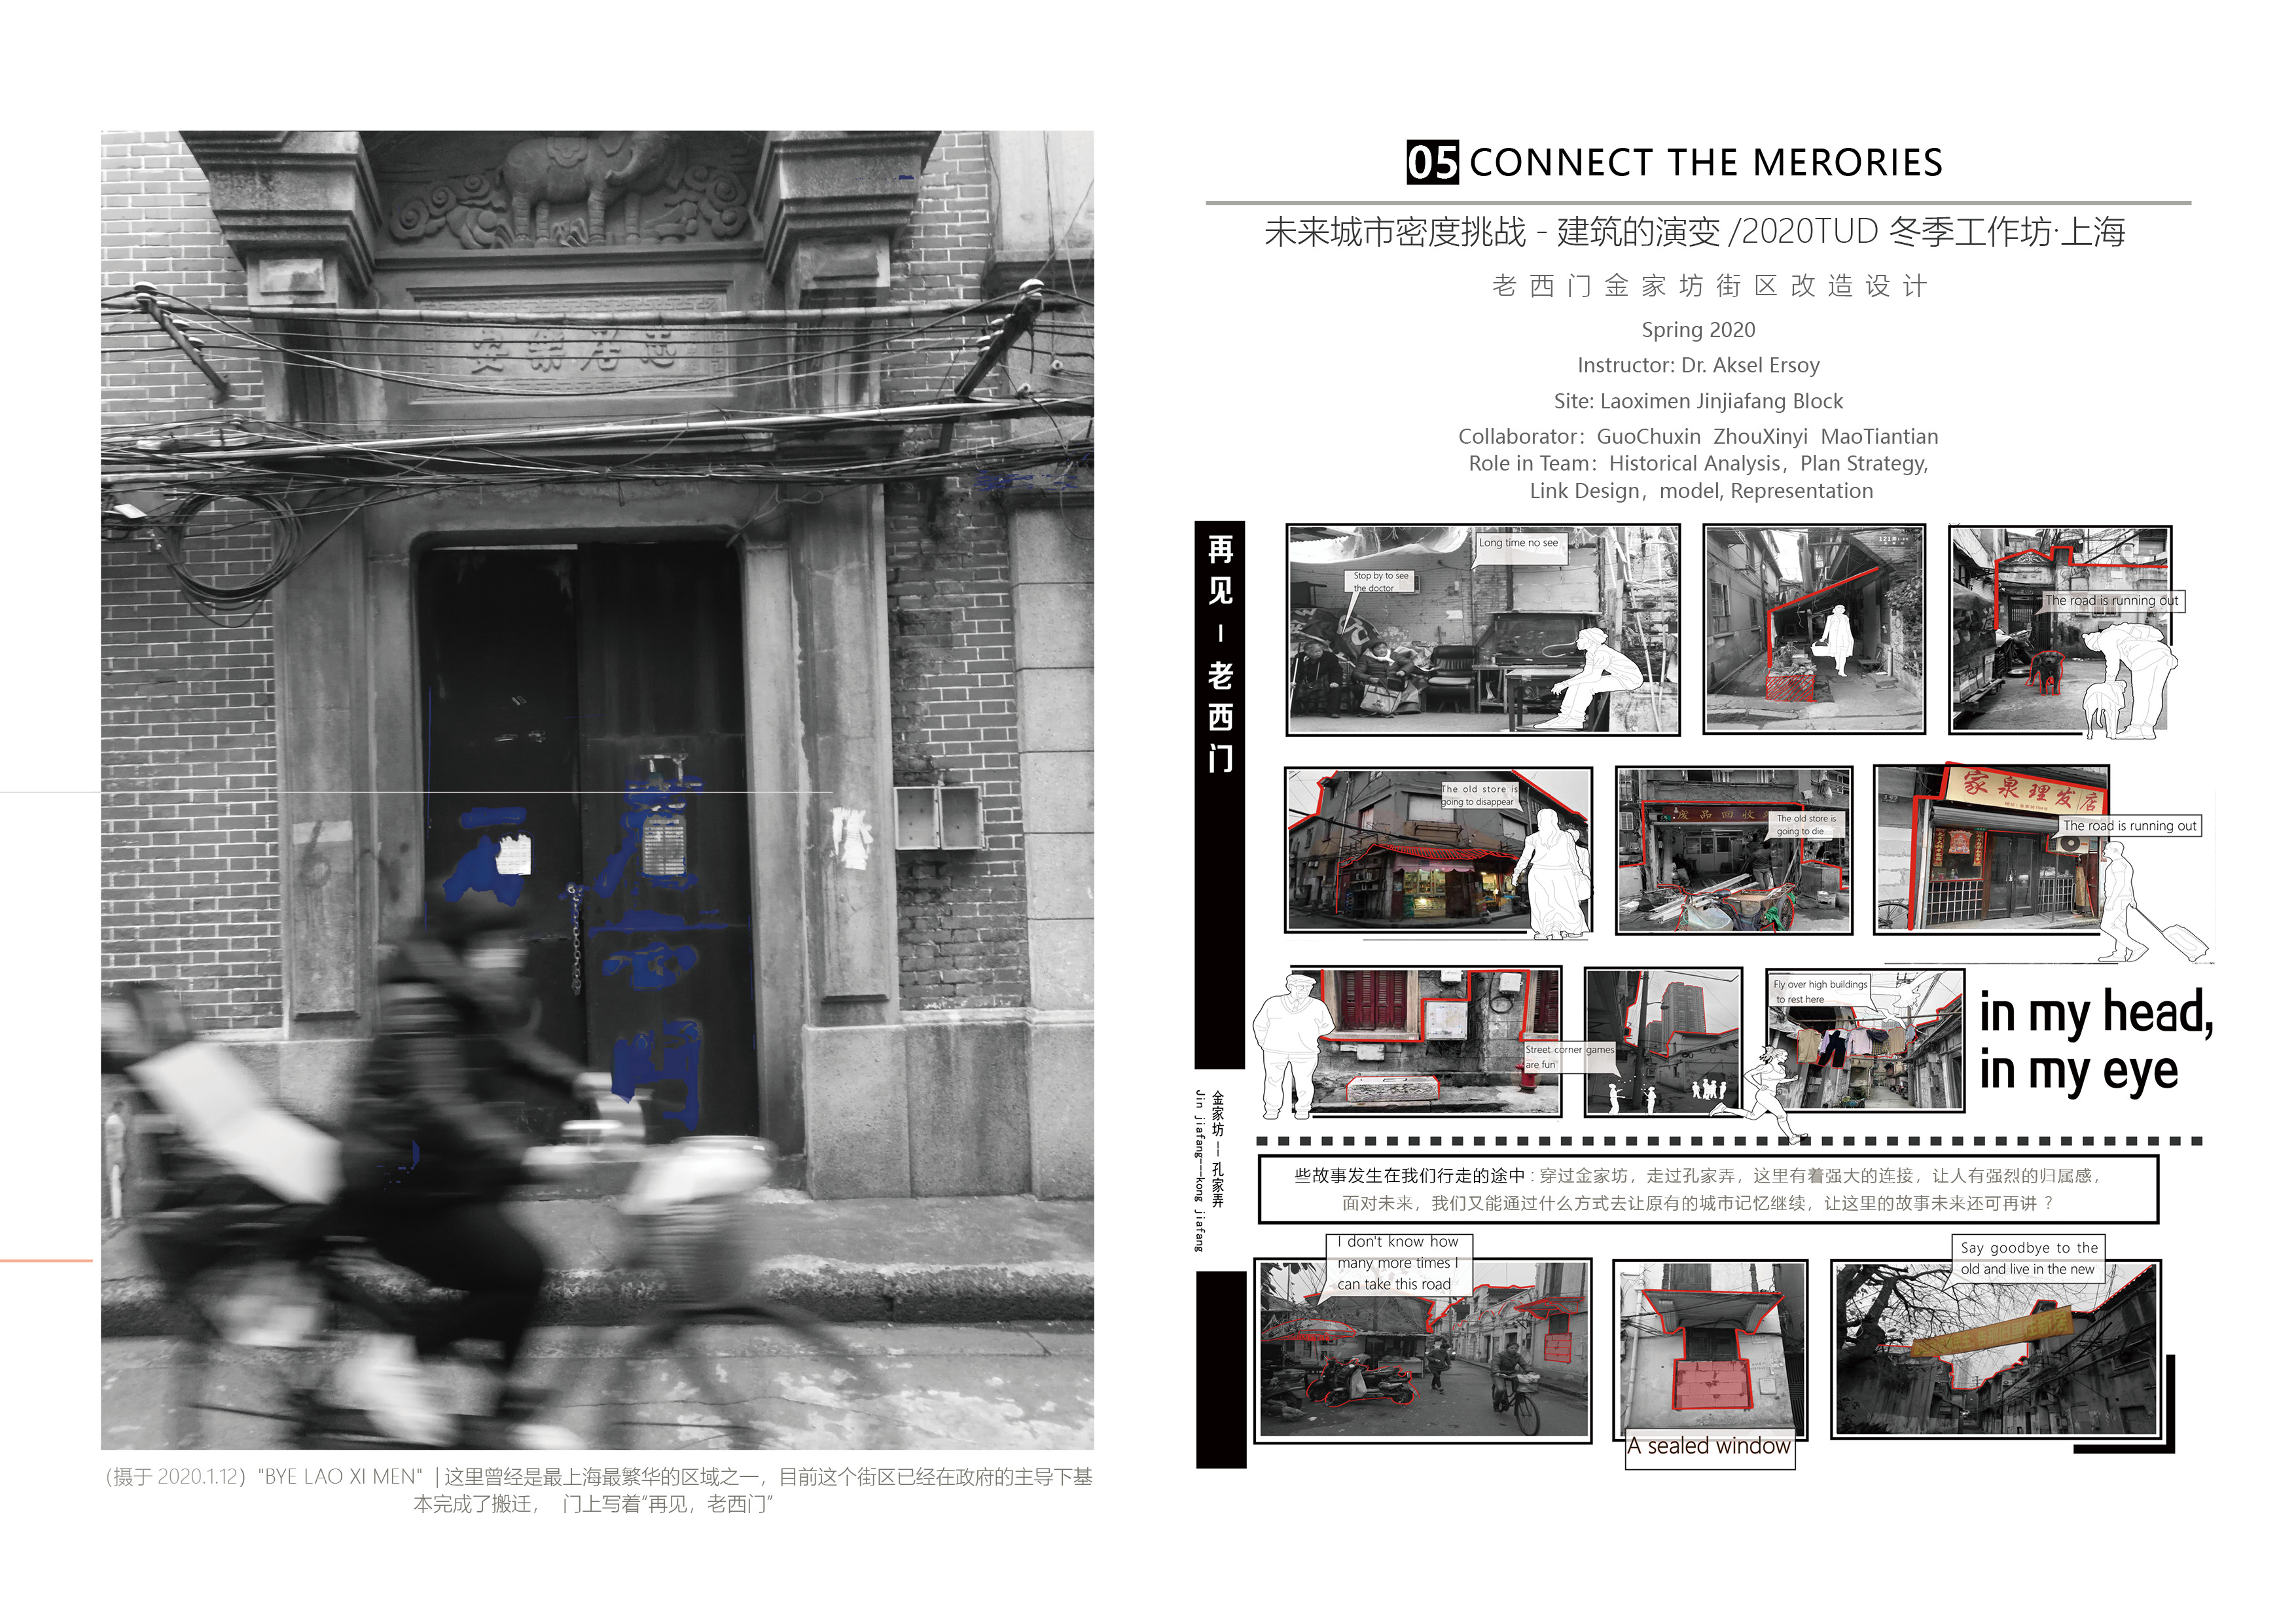 安樂居
(摄于 2020.1.12) "BYE LAO XI MEN" | 这里曾经是最上海最繁华的区域之一，目前这个街区已经在政府的主导下基
本完成了搬迁， 门上写着“再见，老西门”
05 CONNECT THE MERORIES
未来城市密度挑战 - 建筑的演变 /2020TUD 冬季工作坊·上海
老西门金家坊街区改造设计
Spring 2020
Instructor: Dr. Aksel Ersoy
Site: Laoximen Jinjiafang Block
Collaborator： GuoChuxin ZhouXinyi MaoTiantian
Role in Team： Historical Analysis， Plan Strategy,
Link Design， model, Representation
再见-老西门
Long time no see
Stop by to see
the doctor
The road is running out
The old store is
going to disappear
废品回收
The old store is
going to die
家泉理发店
The road is running out
Street corner games
are fun
Fly over high buildings
to rest here
in my head,
in my eye
金家坊——孔家弄
Jin jiafang——kong jiafang
些故事发生在我们行走的途中 : 穿过金家坊，走过孔家弄，这里有着强大的连接，让人有强烈的归属感，
面对未来，我们又能通过什么方式去让原有的城市记忆继续，让这里的故事未来还可再讲 ?
I don't know how
many more times I
can take this road
A sealed window
Say goodbye to the
old and live in the new